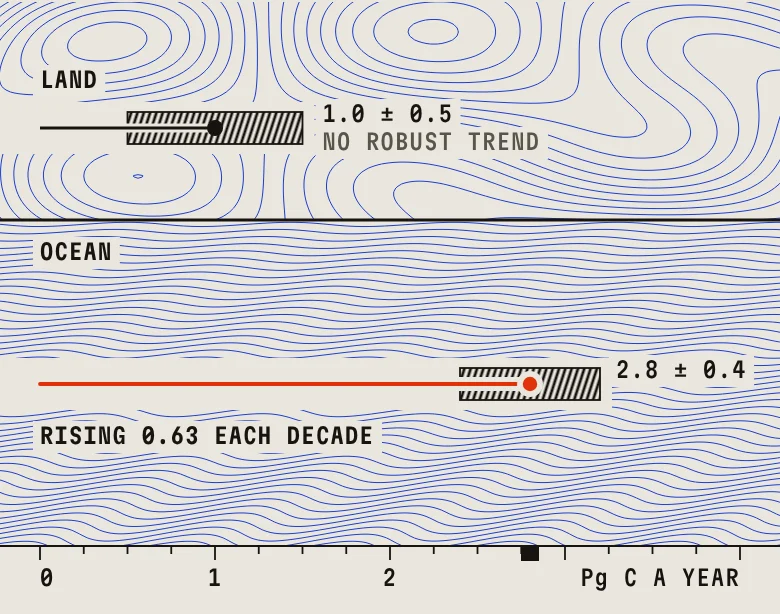 LAND
1.0 ± 0.5
NO ROBUST TREND
OCEAN
2.8 ± 0.4
RISING 0.63 EACH DECADE
0 1 2 Pg C A YEAR